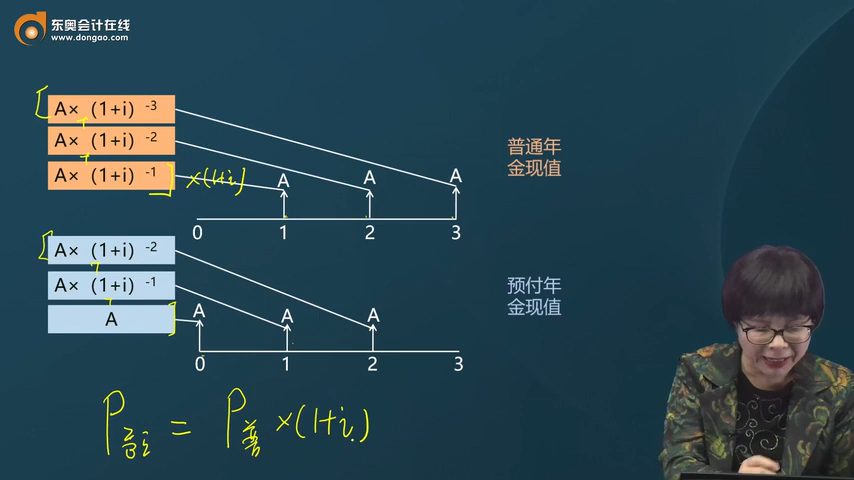 东奥会计在线
www.dongao.com
A×（1+i）-3
A×（1+i）-2
A×（1+i）-1
×(1+i)
A
A
A
0
1
2
3
普通年
金现值
A×（1+i）-2
A×（1+i）-1
A
A
A
A
0
1
2
3
预付年
金现值
P = P普 ×(1+i)